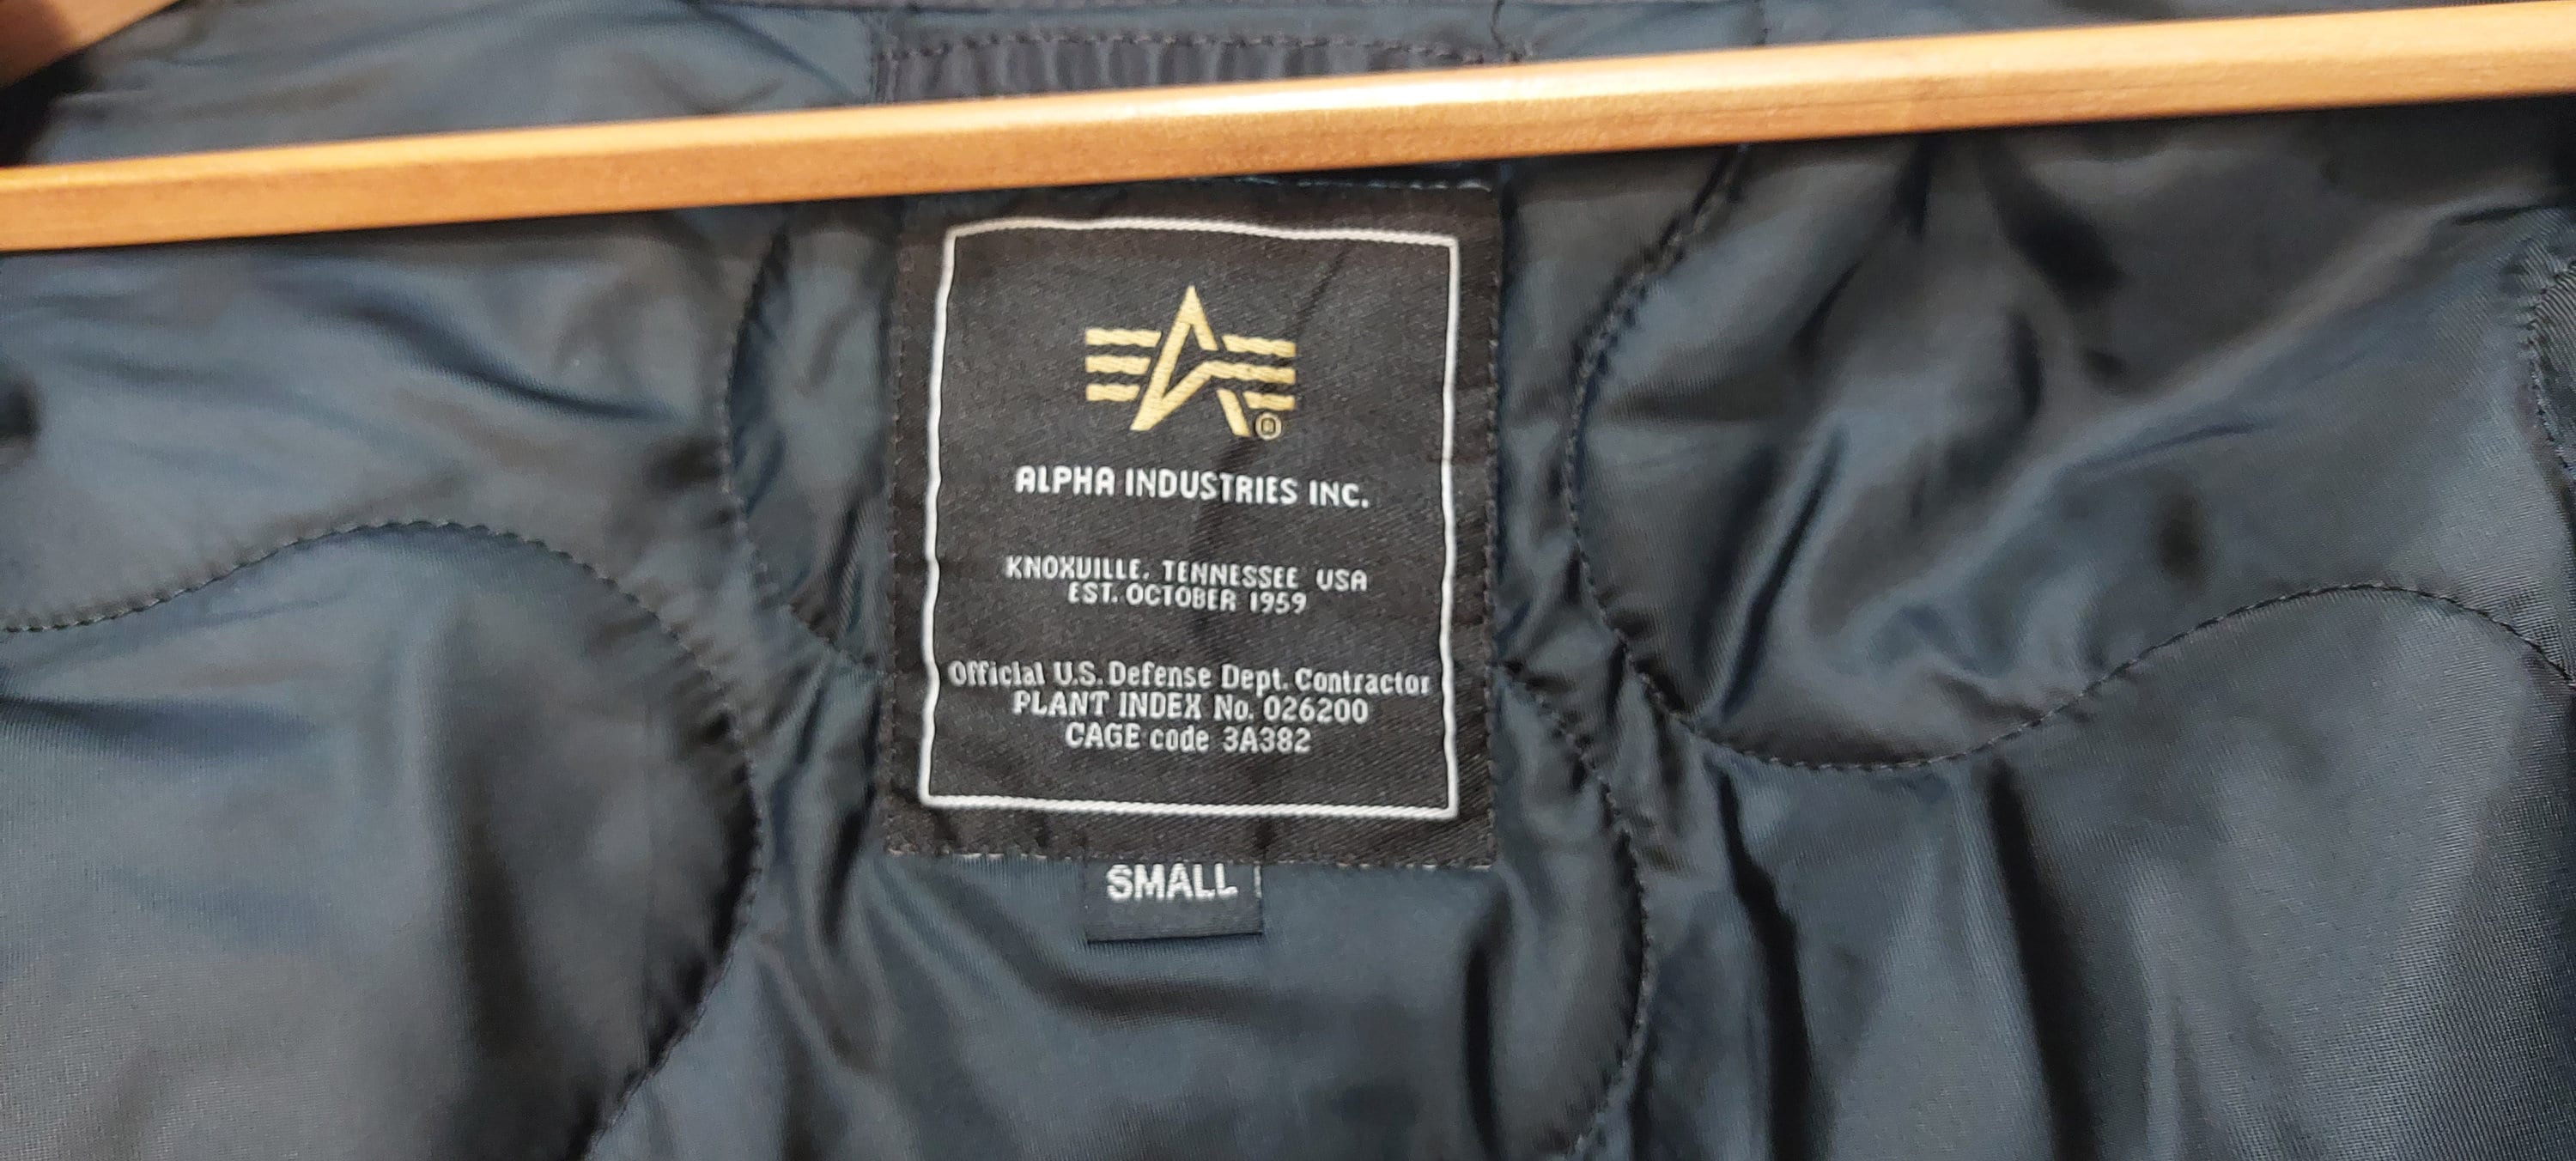 ALPHA INDUSTRIES INC.
KNOXVILLE, TENNESSEE USA
EST. OCTOBER 1959
Official U.S. Defense Dept. Contractor
PLANT INDEX No. 026200
CAGE code 3A382
SMALL